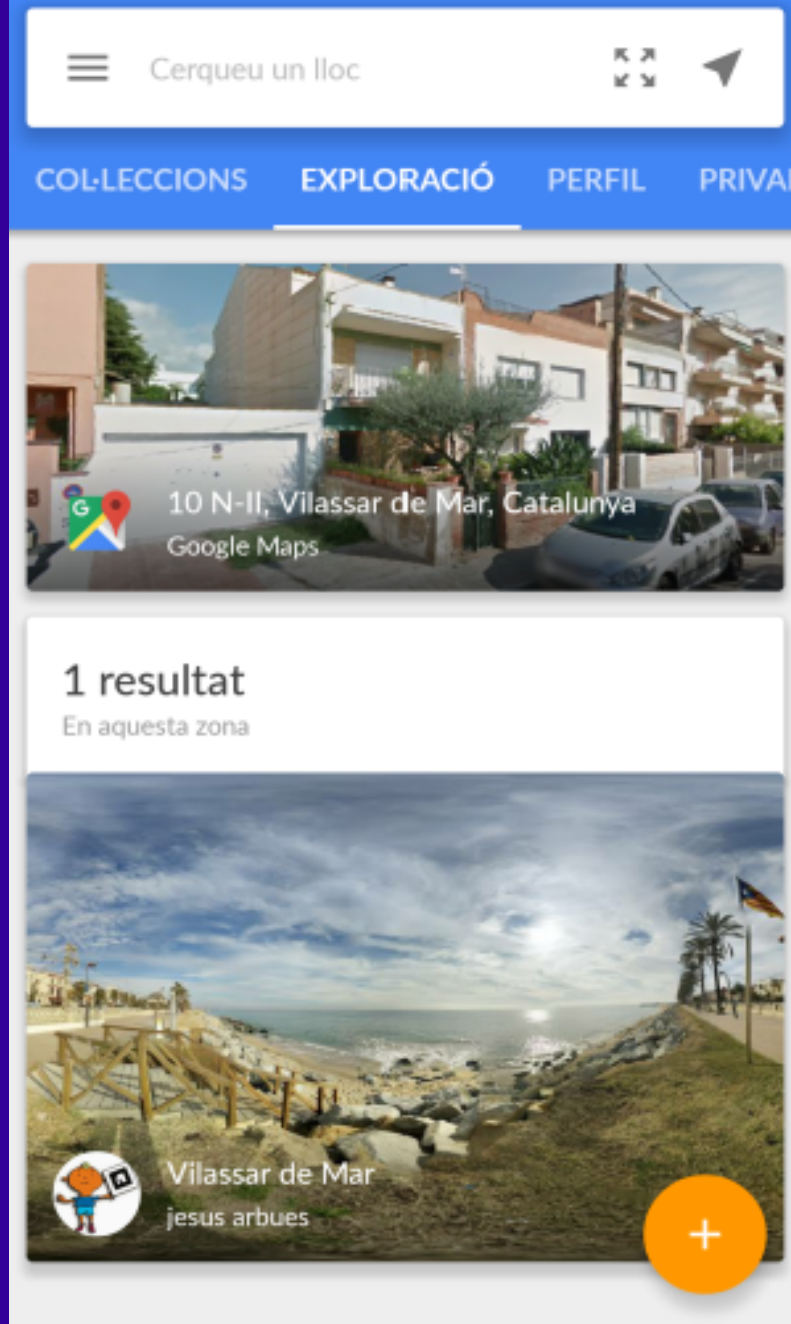 Cerqueu un lloc
COL·LECCIONS EXPLORACIÓ PERFIL PRIVA
10 N-II, Vilassar de Mar, Catalunya
Google Maps
1 resultat
En aquesta zona
Vilassar de Mar
jesus arbues